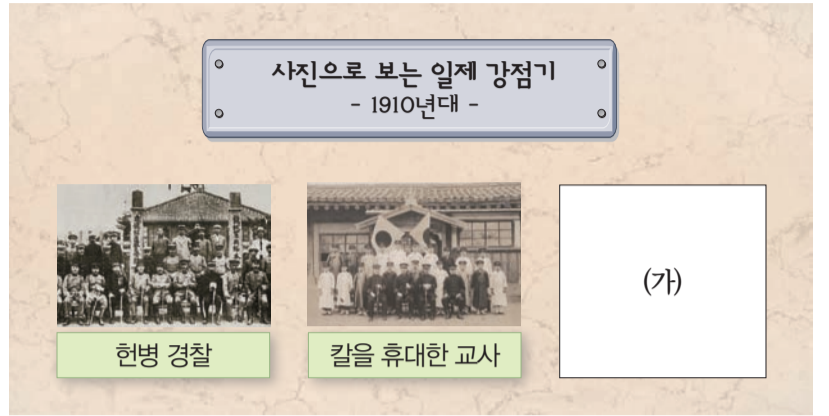 사진으로 보는 일제 강점기
- 1910년대 -
헌병 경찰
칼을 휴대한 교사
(가)